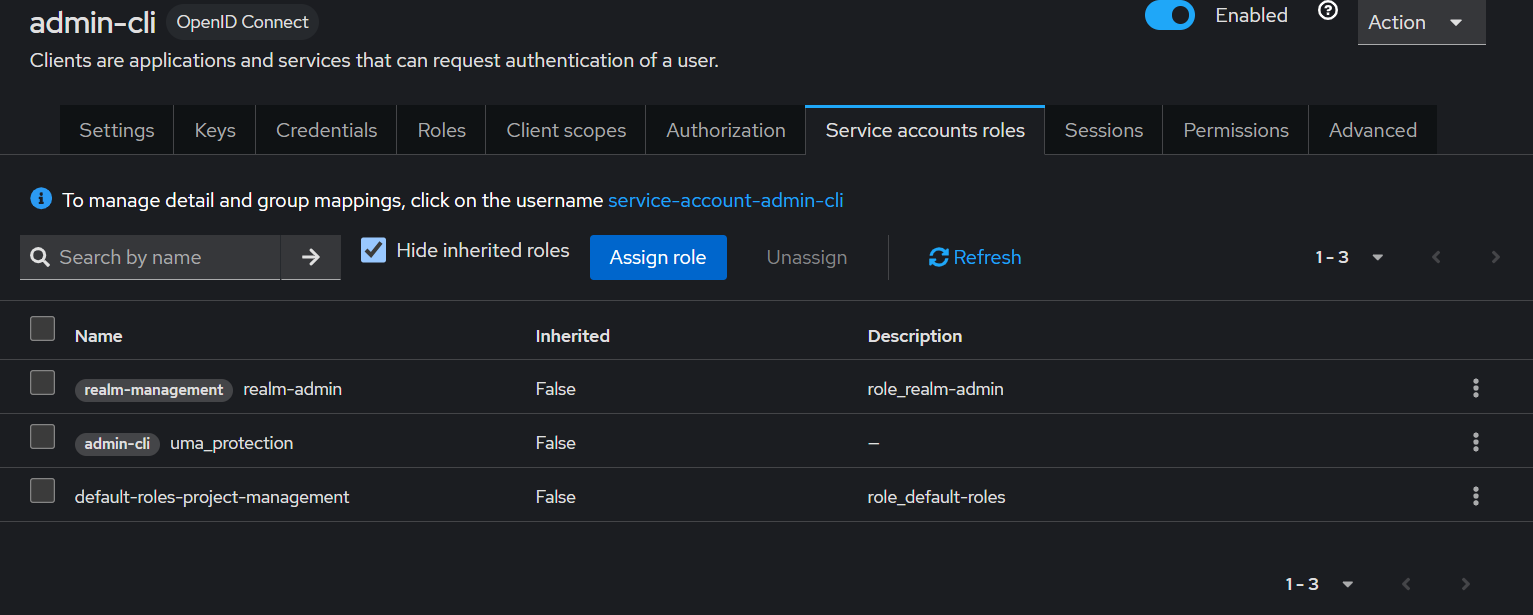 admin-cli OpenID Connect Enabled Action
Clients are applications and services that can request authentication of a user.
Settings Keys Credentials Roles Client scopes Authorization Service accounts roles Sessions Permissions Advanced
To manage detail and group mappings, click on the username service-account-admin-cli
Search by name Hide inherited roles Assign role Unassign Refresh 1 - 3
Name Inherited Description
realm-management realm-admin False role_realm-admin
admin-cli uma_protection False –
default-roles-project-management False role_default-roles
1 - 3